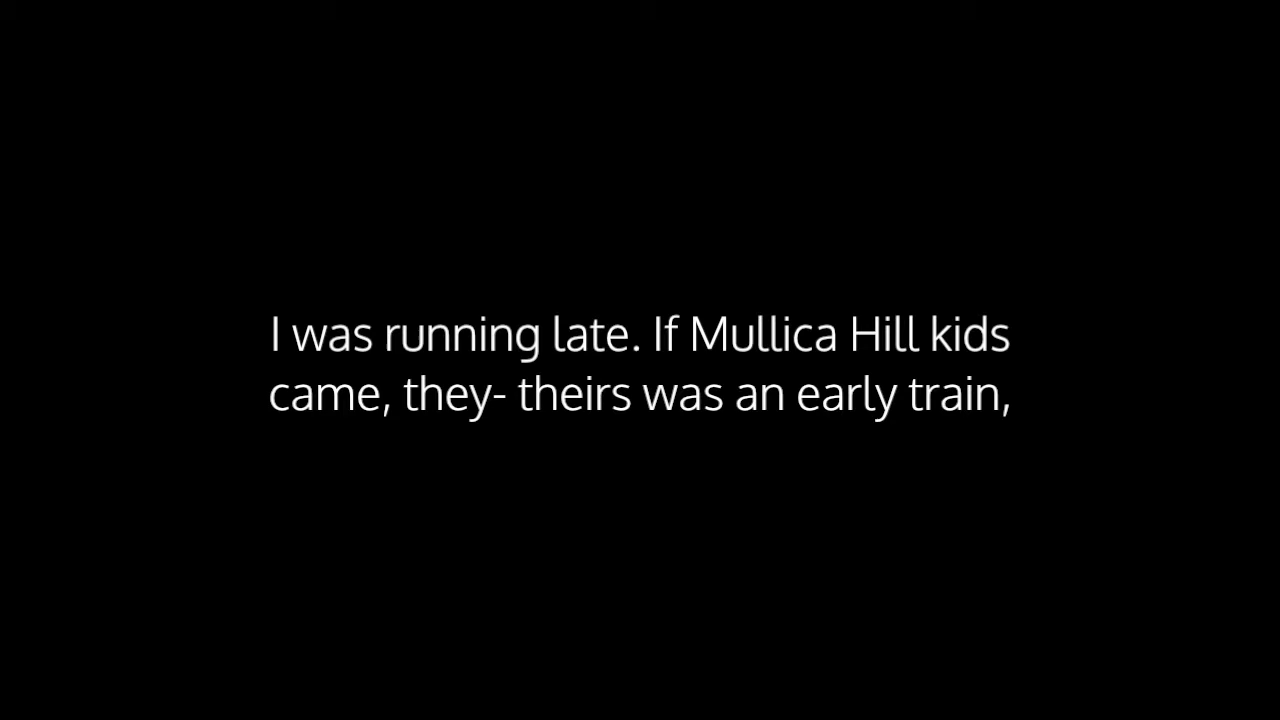 I was running late. If Mullica Hill kids
came, they- theirs was an early train,